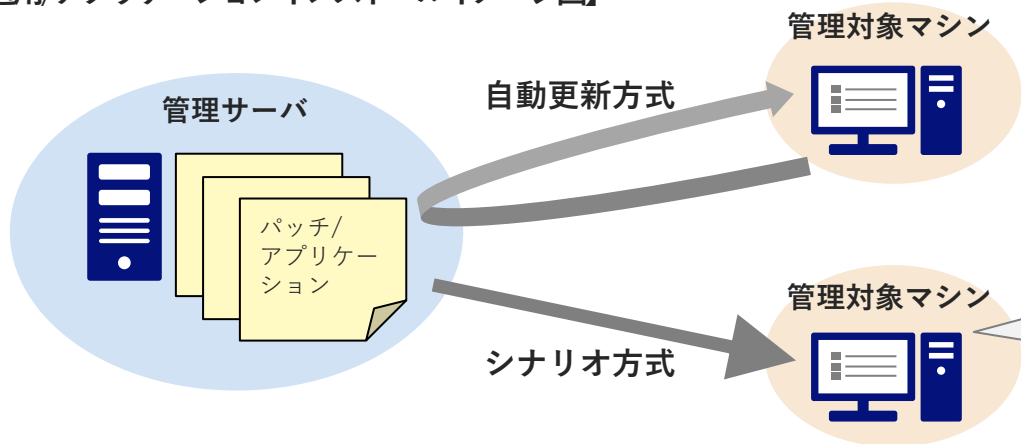 管理対象マシン
自動更新方式
管理サーバ
パッチ/
アプリケー
ション
管理対象マシン
シナリオ方式